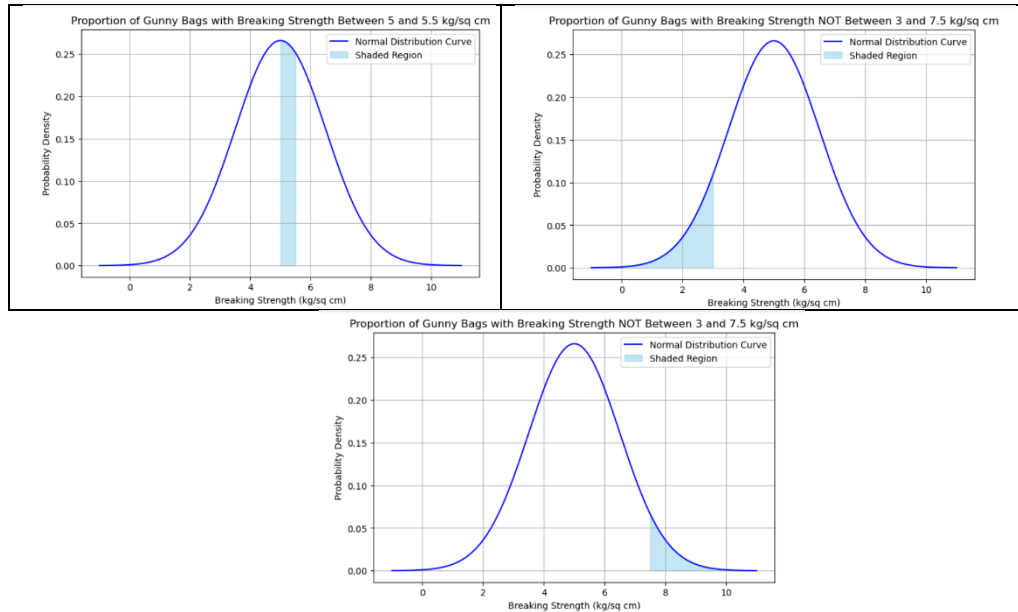 Proportion of Gunny Bags with Breaking Strength Between 5 and 5.5 kg/sq cm
Normal Distribution Curve
Shaded Region
0.25
0.20
0.15
0.10
0.05
0.00
Probability Density
0 2 4 6 8 10
Breaking Strength (kg/sq cm)
Proportion of Gunny Bags with Breaking Strength NOT Between 3 and 7.5 kg/sq cm
Normal Distribution Curve
Shaded Region
0.25
0.20
0.15
0.10
0.05
0.00
Probability Density
0 2 4 6 8 10
Breaking Strength (kg/sq cm)
Proportion of Gunny Bags with Breaking Strength NOT Between 3 and 7.5 kg/sq cm
Normal Distribution Curve
Shaded Region
0.25
0.20
0.15
0.10
0.05
0.00
Probability Density
0 2 4 6 8 10
Breaking Strength (kg/sq cm)